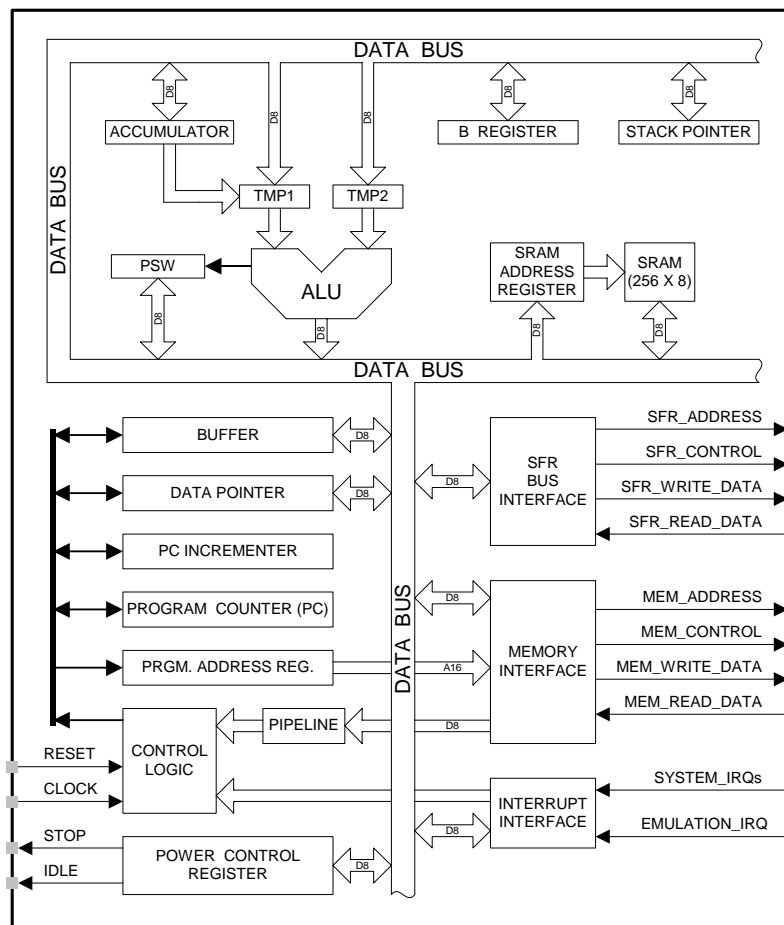 DATA BUS
D8
D8
D8
D8
D8
ACCUMULATOR
B REGISTER
STACK POINTER
DATA BUS
TMP1
TMP2
PSW
ALU
SRAM
ADDRESS
REGISTER
SRAM
(256 X 8)
D8
D8
D8
D8
DATA BUS
BUFFER
D8
DATA POINTER
D8
PC INCREMENTER
PROGRAM COUNTER (PC)
PRGM. ADDRESS REG.
A16
DATA BUS
D8
SFR
BUS
INTERFACE
SFR_ADDRESS
SFR_CONTROL
SFR_WRITE_DATA
SFR_READ_DATA
D8
MEMORY
INTERFACE
MEM_ADDRESS
MEM_CONTROL
MEM_WRITE_DATA
MEM_READ_DATA
PIPELINE
D8
CONTROL
LOGIC
RESET
CLOCK
INTERRUPT
INTERFACE
SYSTEM_IRQs
EMULATION_IRQ
D8
STOP
IDLE
POWER CONTROL
REGISTER
D8